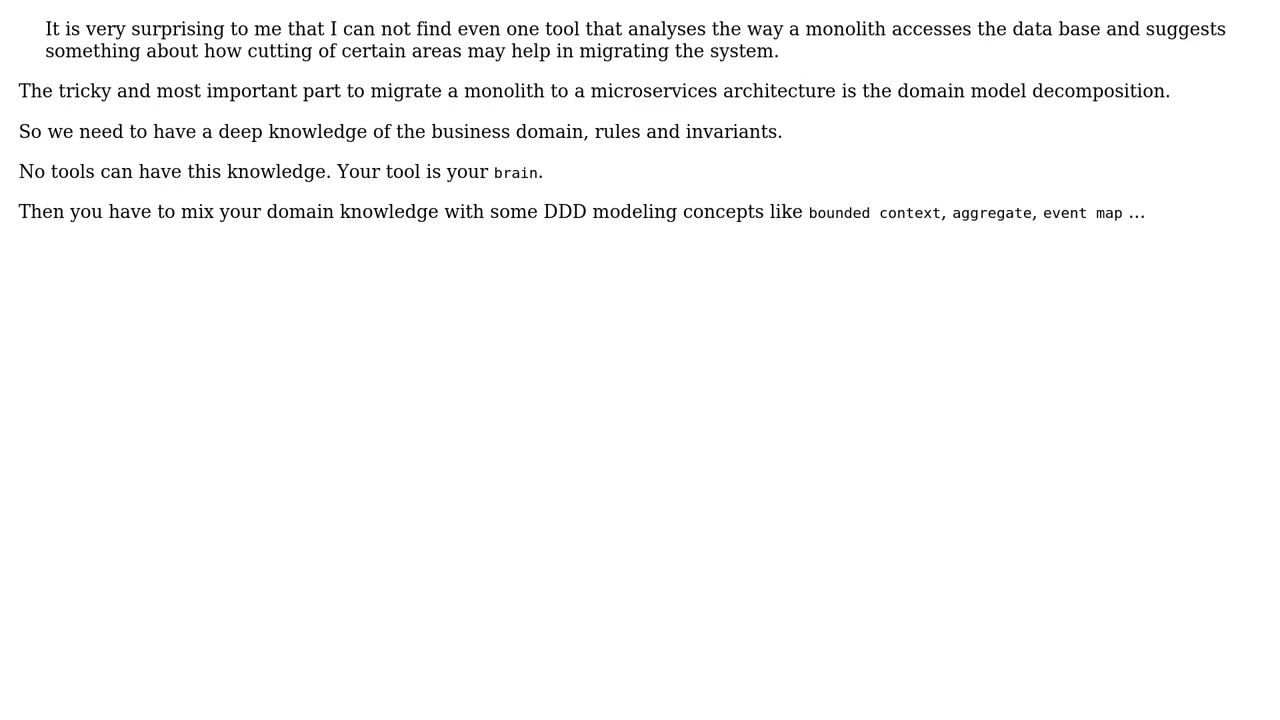 It is very surprising to me that I can not find even one tool that analyses the way a monolith accesses the data base and suggests
something about how cutting of certain areas may help in migrating the system.
The tricky and most important part to migrate a monolith to a microservices architecture is the domain model decomposition.
So we need to have a deep knowledge of the business domain, rules and invariants.
No tools can have this knowledge. Your tool is your brain.
Then you have to mix your domain knowledge with some DDD modeling concepts like bounded context, aggregate, event map ...